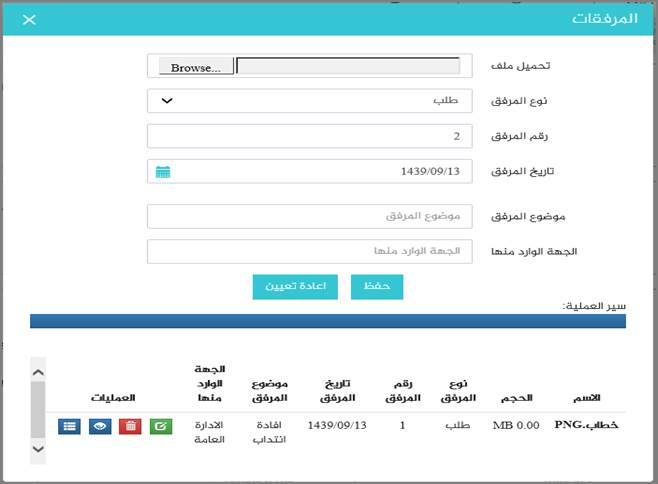 المرفقات
تحميل ملف
Browse...
نوع المرفق
طلب
رقم المرفق
2
تاريخ المرفق
1439/09/13
موضوع المرفق
موضوع المرفق
الجهة الوارد منها
الجهة الوارد منها
حفظ
اعادة تعيين
سير العملية:
الاسم
الحجم
نوع المرفق
رقم المرفق
تاريخ المرفق
موضوع المرفق
الجهة الوارد منها
العمليات
خطاب.PNG
0.00 MB
طلب
1
1439/09/13
افادة انتداب
الادارة العامة